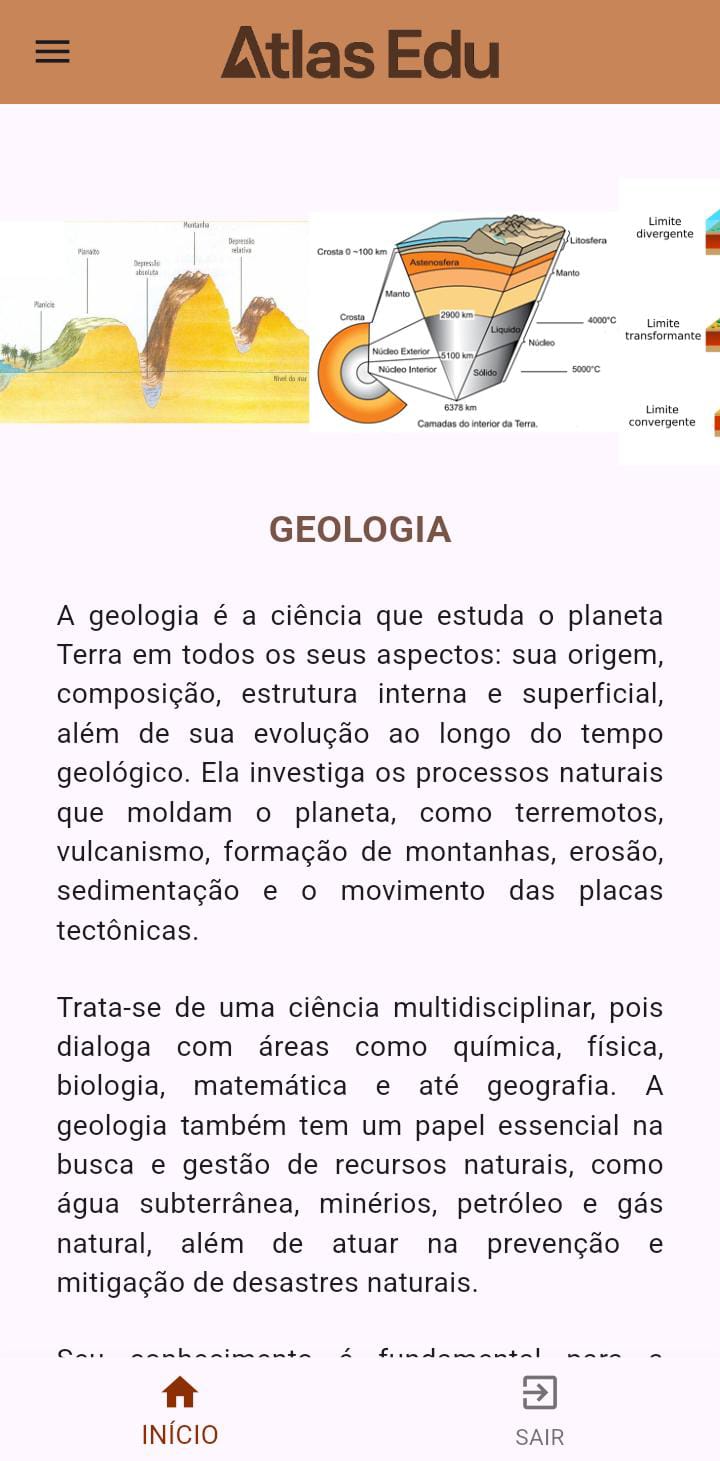 Atlas Edu
Montanha
Planalto
Depressão
absoluta
Depressão
relativa
Planície
Nível do mar
Crosta 0 ~100 km
Litosfera
Astenosfera
Manto
Manto
2900 km
Crosta
Líquido
4000°C
Núcleo Exterior
Núcleo
5100 km
Núcleo Interior
Sólido
5000°C
6378 km
Camadas do interior da Terra.
Limite
divergente
Limite
transformante
Limite
convergente
GEOLOGIA
A geologia é a ciência que estuda o planeta
Terra em todos os seus aspectos: sua origem,
composição, estrutura interna e superficial,
além de sua evolução ao longo do tempo
geológico. Ela investiga os processos naturais
que moldam o planeta, como terremotos,
vulcanismo, formação de montanhas, erosão,
sedimentação e o movimento das placas
tectônicas.
Trata-se de uma ciência multidisciplinar, pois
dialoga com áreas como química, física,
biologia, matemática e até geografia. A
geologia também tem um papel essencial na
busca e gestão de recursos naturais, como
água subterrânea, minérios, petróleo e gás
natural, além de atuar na prevenção e
mitigação de desastres naturais.
Seu conhecimento é fundamental para a
INÍCIO
SAIR